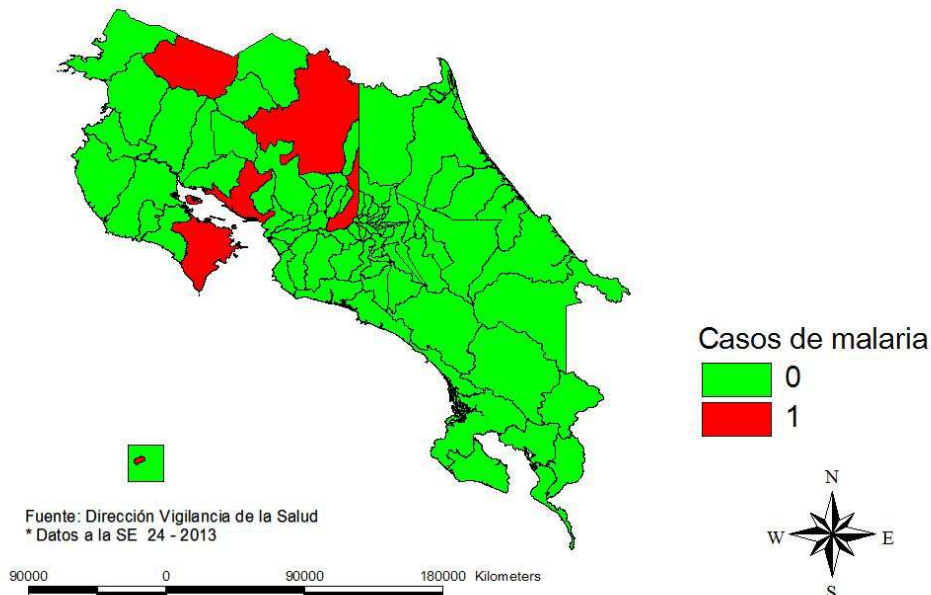 Casos de malaria
0
1
Fuente: Dirección Vigilancia de la Salud
* Datos a la SE 24 - 2013
N
W E
S
90000 0 90000 180000 Kilometers